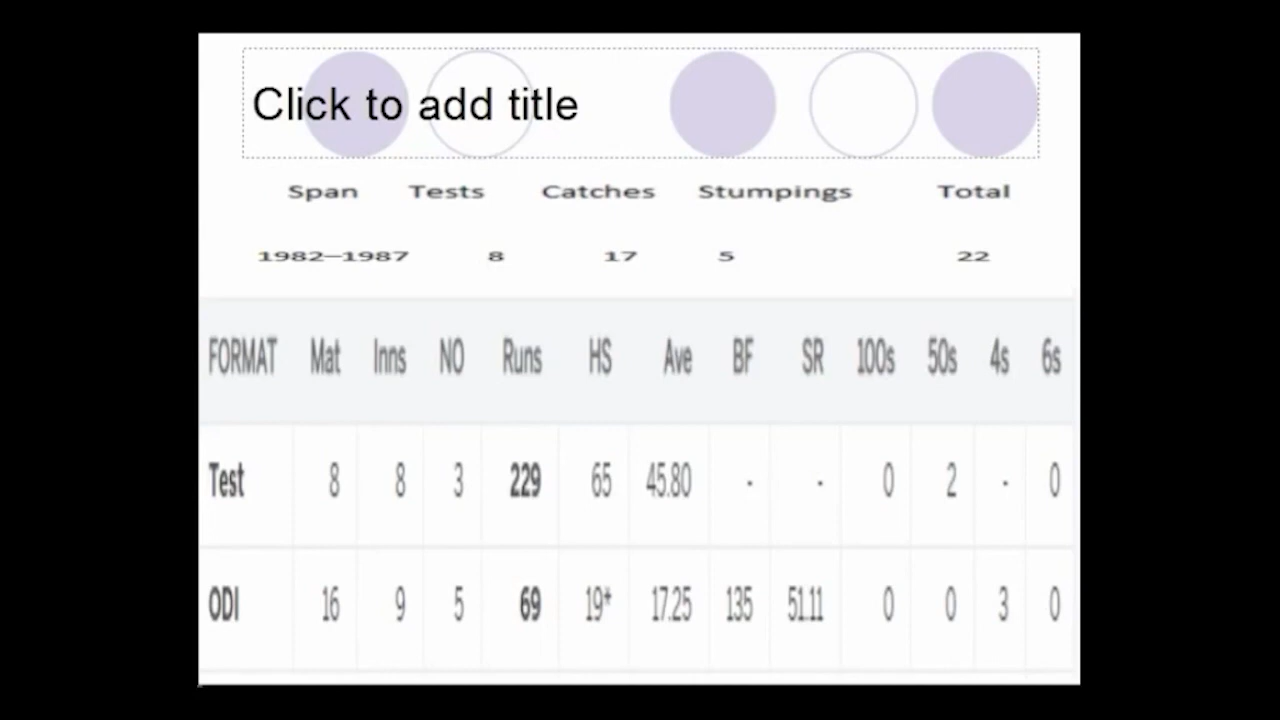 Click to add title
Span Tests Catches Stumpings Total
1982–1987 8 17 5 22
FORMAT Mat Inns NO Runs HS Ave BF SR 100s 50s 4s 6s
Test 8 8 3 229 65 45.80 - - 0 2 - 0
ODI 16 9 5 69 19* 17.25 135 51.11 0 0 3 0